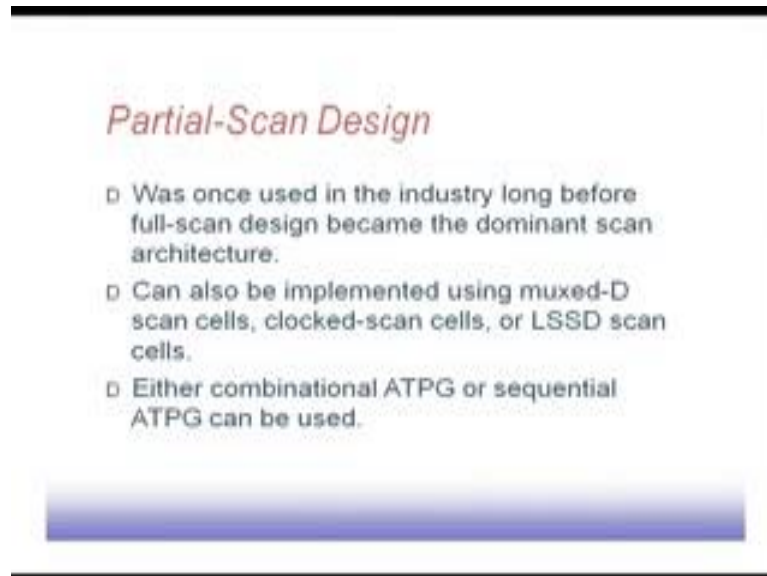 Partial-Scan Design
D Was once used in the industry long before
full-scan design became the dominant scan
architecture.
D Can also be implemented using muxed-D
scan cells, clocked-scan cells, or LSSD scan
cells.
D Either combinational ATPG or sequential
ATPG can be used.